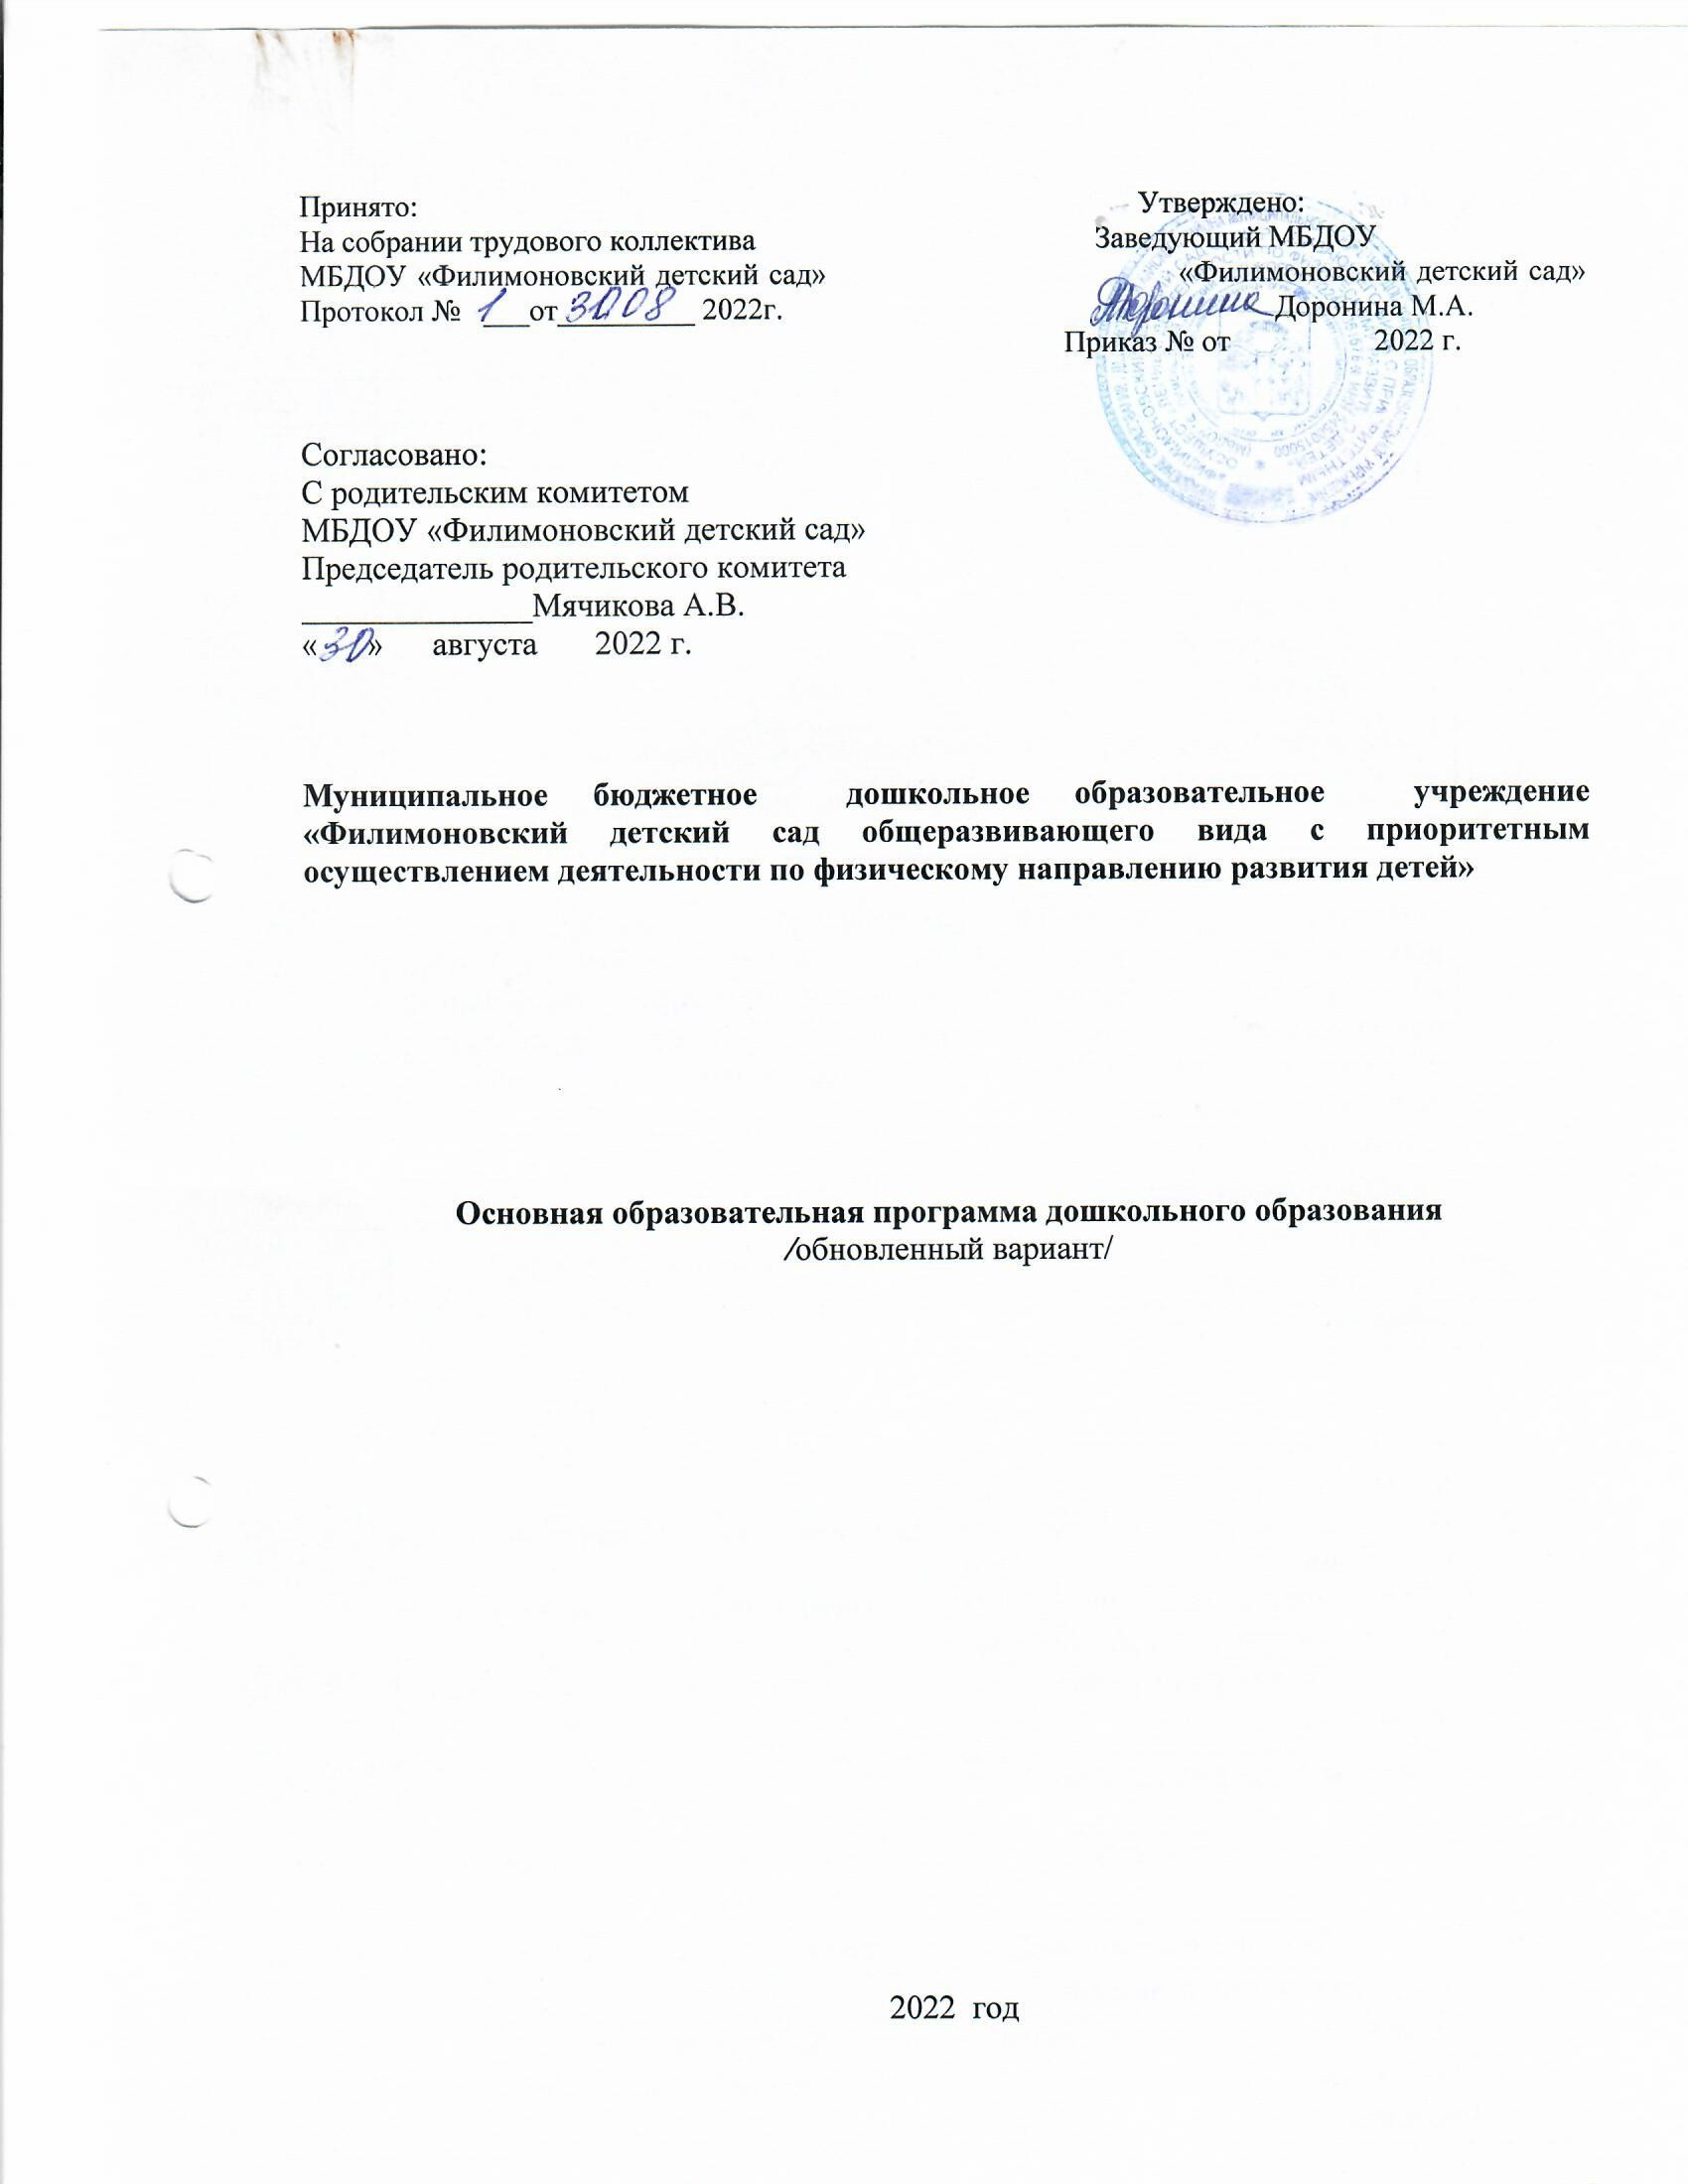 Принято:
На собрании трудового коллектива
МБДОУ «Филимоновский детский сад»
Протокол № 1 от 31.08 2022г.
Утверждено:
Заведующий МБДОУ
«Филимоновский детский сад»
Доронина М.А.
Приказ № от 2022 г.
Согласовано:
С родительским комитетом
МБДОУ «Филимоновский детский сад»
Председатель родительского комитета
______________Мячикова А.В.
«30» августа 2022 г.
Муниципальное бюджетное дошкольное образовательное учреждение
«Филимоновский детский сад общеразвивающего вида с приоритетным
осуществлением деятельности по физическому направлению развития детей»
Основная образовательная программа дошкольного образования
/обновленный вариант/
2022 год